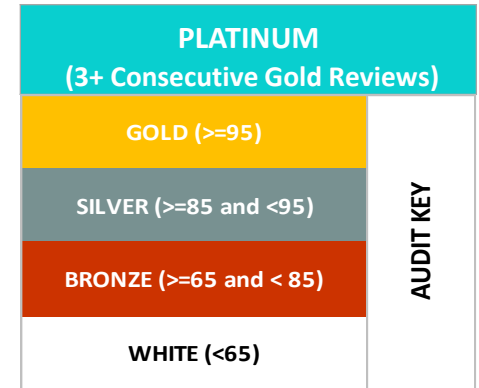 PLATINUM
(3+ Consecutive Gold Reviews)
GOLD (>=95)
SILVER (>=85 and <95)
BRONZE (>=65 and < 85)
WHITE (<65)
AUDIT KEY